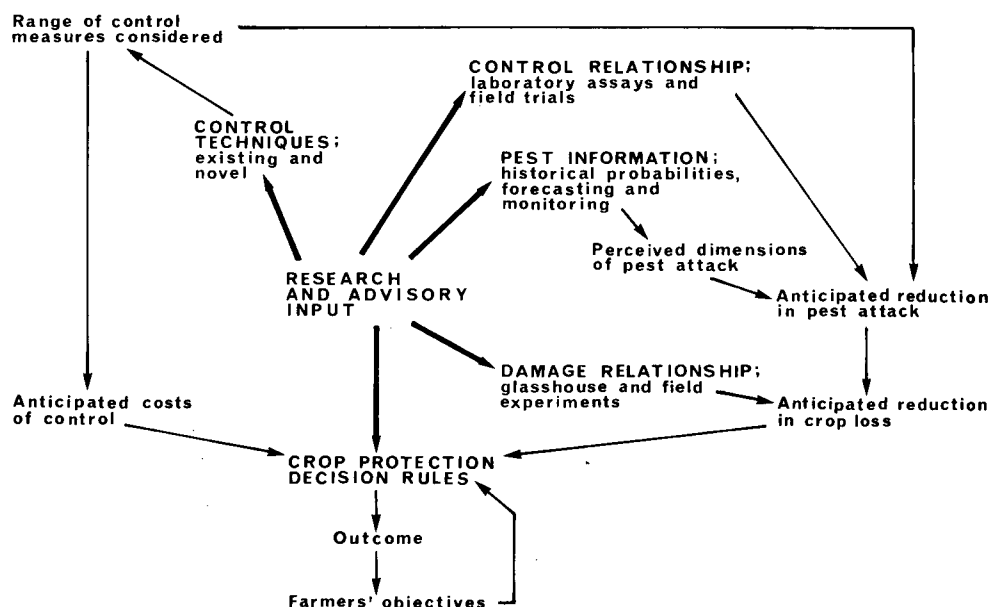 Range of control
measures considered
CONTROL RELATIONSHIP;
laboratory assays and
field trials
CONTROL
TECHNIQUES;
existing and
novel
PEST INFORMATION;
historical probabilities,
forecasting and
monitoring
Perceived dimensions
of pest attack
RESEARCH
AND ADVISORY
INPUT
Anticipated reduction
in pest attack
DAMAGE RELATIONSHIP;
glasshouse and field
experiments
Anticipated costs
of control
Anticipated reduction
in crop loss
CROP PROTECTION
DECISION RULES
Outcome
Farmers' objectives